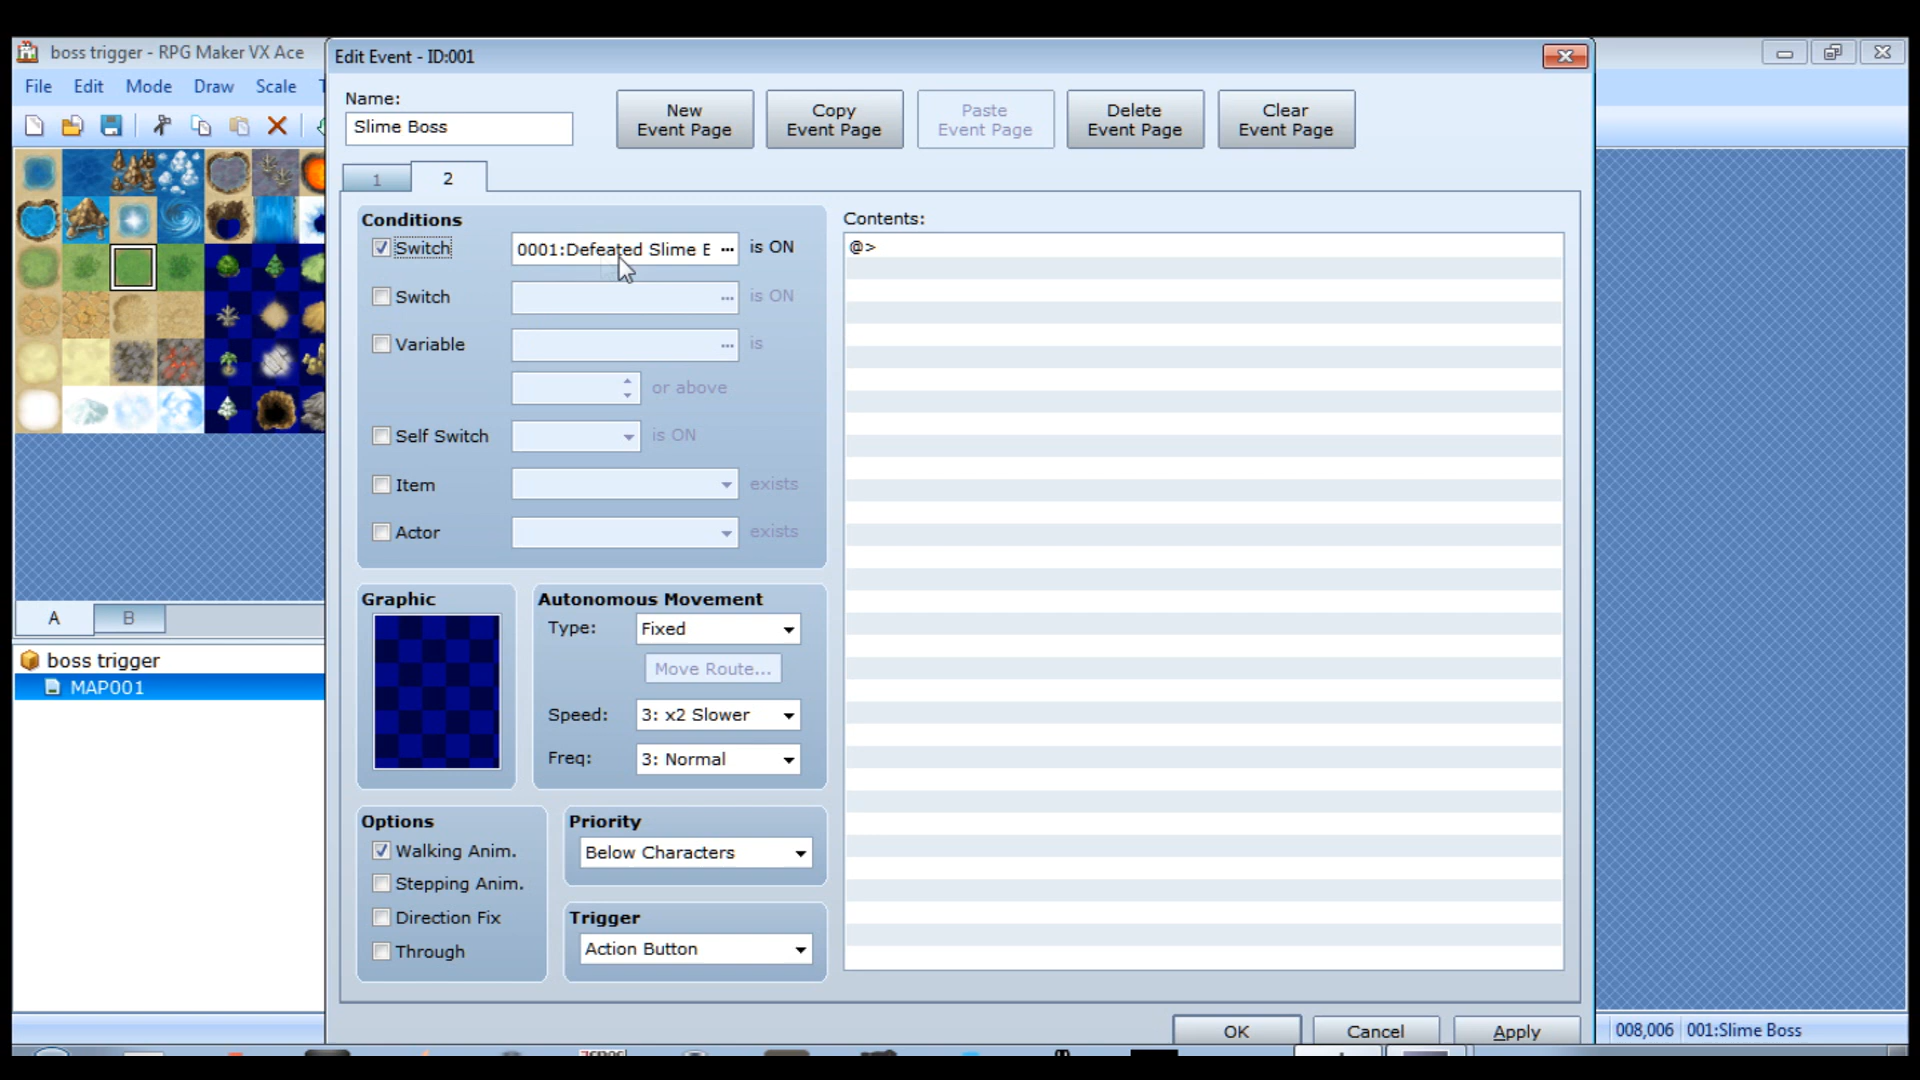 boss trigger - RPG Maker VX Ace
File Edit Mode Draw Scale
Edit Event - ID:001
Name:
Slime Boss
New Event Page
Copy Event Page
Paste Event Page
Delete Event Page
Clear Event Page
1 2
Conditions
Switch 0001:Defeated Slime B ... is ON
Switch ... is ON
Variable ... is
or above
Self Switch is ON
Item exists
Actor exists
Graphic
Autonomous Movement
Type: Fixed
Move Route...
Speed: 3: x2 Slower
Freq: 3: Normal
Options
Walking Anim.
Stepping Anim.
Direction Fix
Through
Priority
Below Characters
Trigger
Action Button
Contents:
@>
A B
boss trigger
MAP001
OK Cancel Apply
008,006 001:Slime Boss